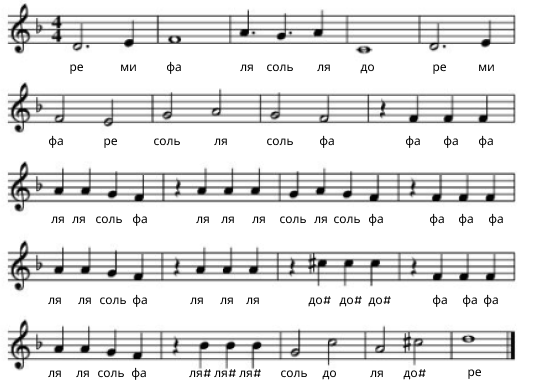 4
4
ре ми фа ля соль ля до ре ми
фа ре соль ля соль фа фа фа фа
ля ля соль фа ля ля ля соль ля соль фа фа фа фа
ля ля соль фа ля ля ля до# до# до# фа фа фа
ля ля соль фа ля# ля# ля# соль до ля до# ре